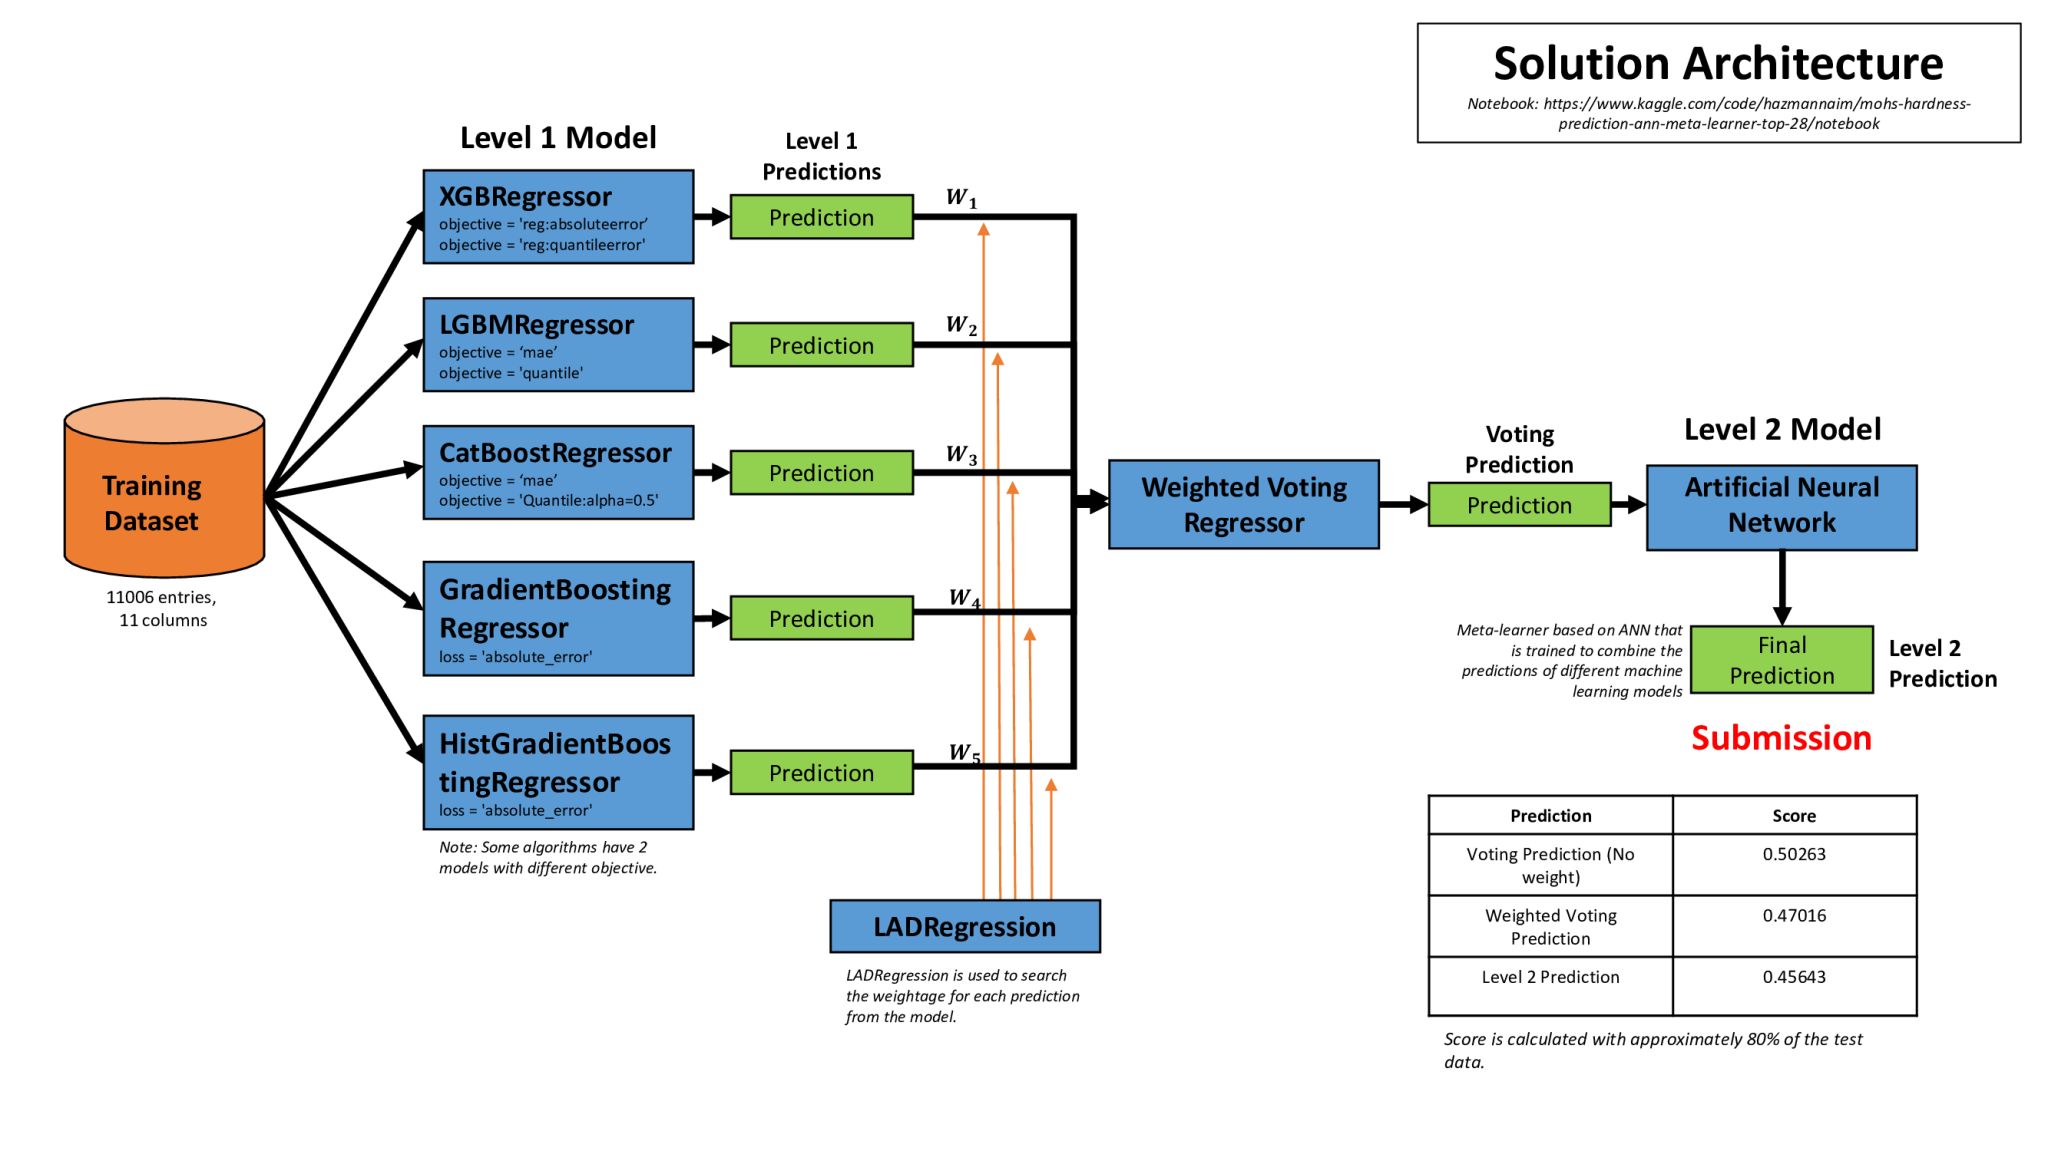 Solution Architecture
Notebook: https://www.kaggle.com/code/hazmannaim/mohs-hardness-
prediction-ann-meta-learner-top-28/notebook
Level 1 Model
Level 1
Predictions
XGBRegressor
objective = 'reg:absoluteerror’
objective = 'reg:quantileerror'
Prediction
W1
LGBMRegressor
objective = ‘mae’
objective = 'quantile'
Prediction
W2
CatBoostRegressor
objective = ‘mae’
objective = 'Quantile:alpha=0.5'
Prediction
W3
GradientBoosting
Regressor
loss = 'absolute_error'
Prediction
W4
HistGradientBoos
tingRegressor
loss = 'absolute_error'
Prediction
W5
Note: Some algorithms have 2
models with different objective.
Training
Dataset
11006 entries,
11 columns
LADRegression
LADRegression is used to search
the weightage for each prediction
from the model.
Weighted Voting
Regressor
Voting
Prediction
Prediction
Level 2 Model
Artificial Neural
Network
Meta-learner based on ANN that
is trained to combine the
predictions of different machine
learning models
Final
Prediction
Level 2
Prediction
Submission
Prediction Score
Voting Prediction (No
weight)
0.50263
Weighted Voting
Prediction
0.47016
Level 2 Prediction 0.45643
Score is calculated with approximately 80% of the test
data.